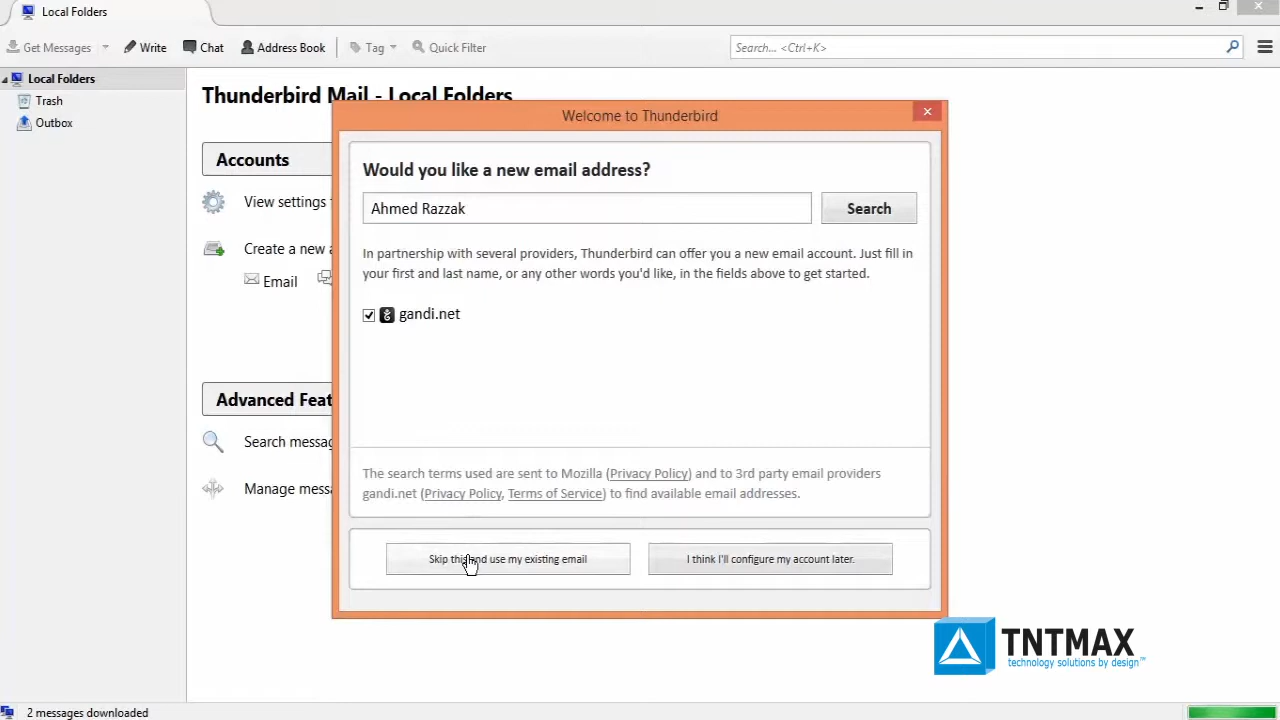 Local Folders
Get Messages Write Chat Address Book Tag Quick Filter Search... <Ctrl+K>
Local Folders
Trash
Outbox
Thunderbird Mail - Local Folders
Accounts
View settings
Create a new a
Email
Advanced Feat
Search messag
Manage messa
Welcome to Thunderbird
Would you like a new email address?
Ahmed Razzak Search
In partnership with several providers, Thunderbird can offer you a new email account. Just fill in
your first and last name, or any other words you'd like, in the fields above to get started.
gandi.net
The search terms used are sent to Mozilla (Privacy Policy) and to 3rd party email providers
gandi.net (Privacy Policy, Terms of Service) to find available email addresses.
Skip this and use my existing email
I think I'll configure my account later.
TNTMAX
technology solutions by design™
2 messages downloaded